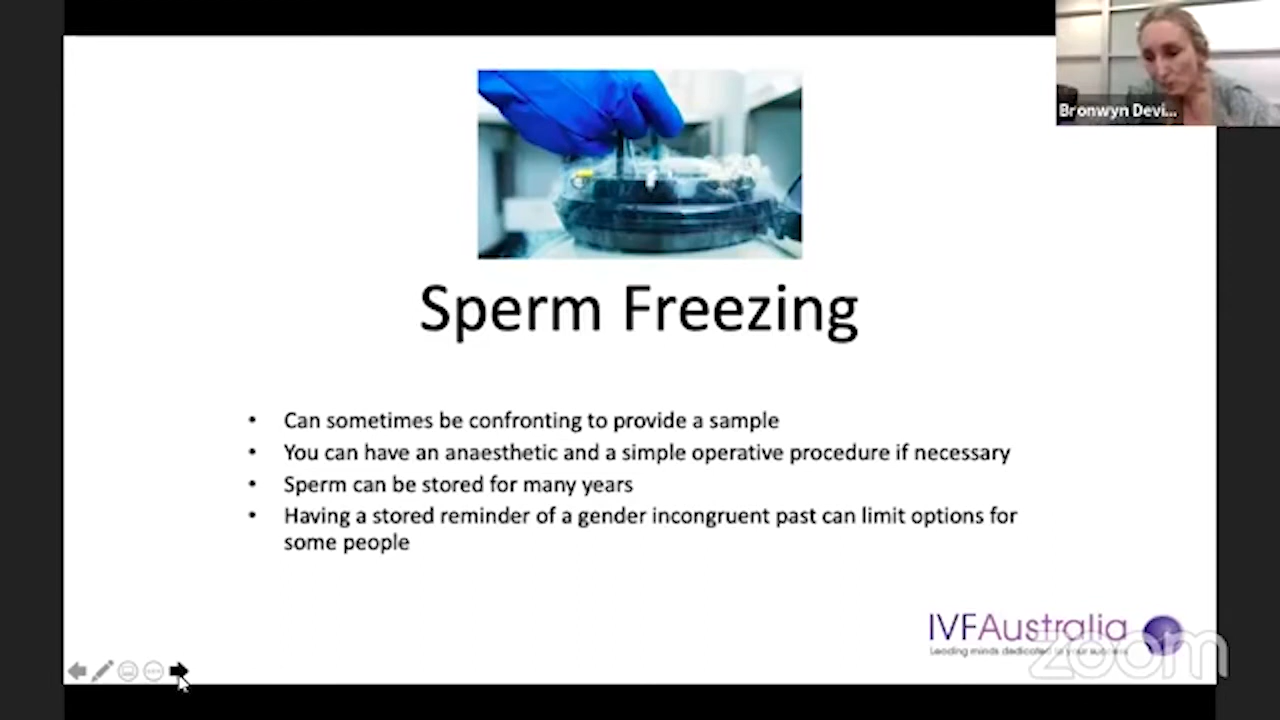 Bronwyn Devi...
Sperm Freezing
• Can sometimes be confronting to provide a sample
• You can have an anaesthetic and a simple operative procedure if necessary
• Sperm can be stored for many years
• Having a stored reminder of a gender incongruent past can limit options for
some people
IVFAustralia
Leading minds dedicated to your success
zoom